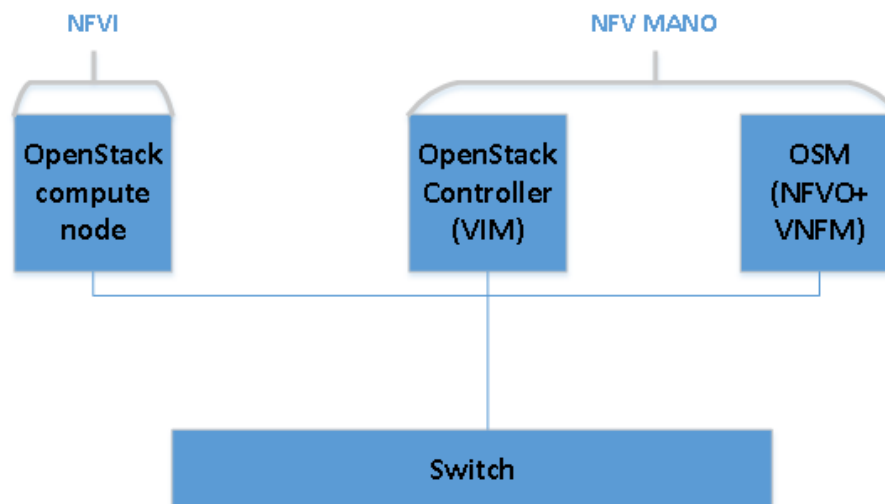 NFVI
NFV MANO
OpenStack
compute
node
OpenStack
Controller
(VIM)
OSM
(NFVO+
VNFM)
Switch